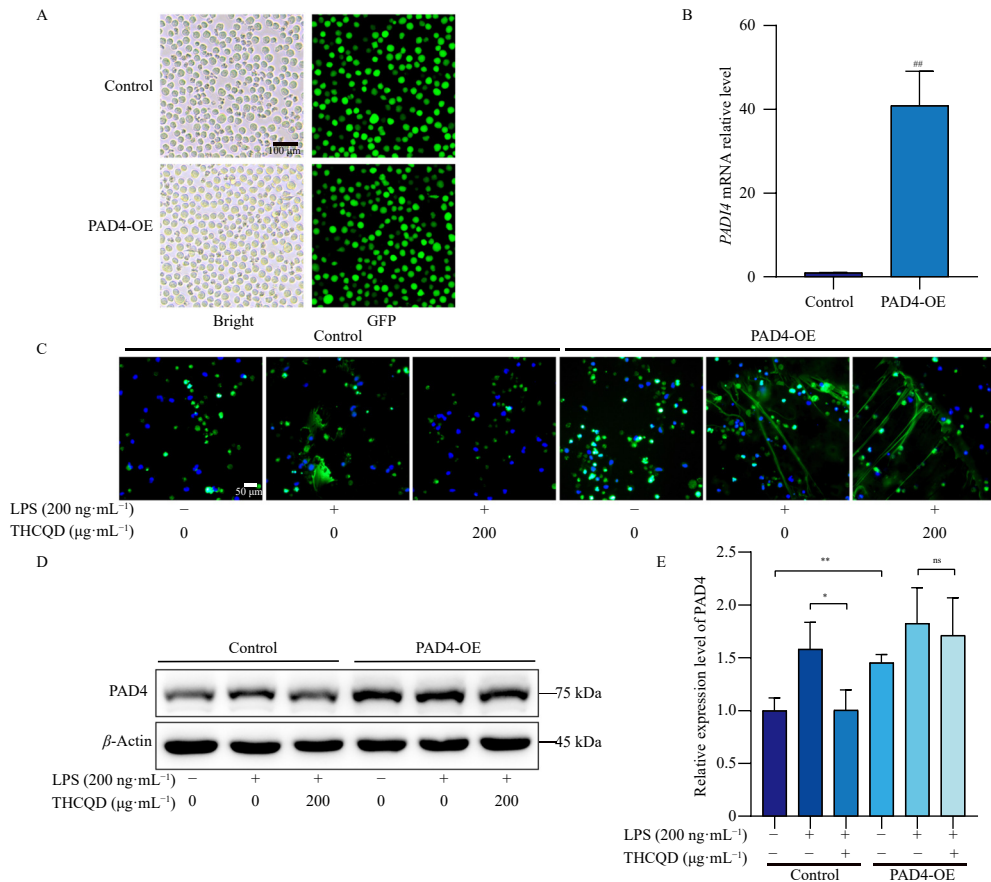 A
Control
100 μm
PAD4-OE
Bright
GFP
B
PADI4 mRNA relative level
60
40
20
0
##
Control
PAD4-OE
C
Control
PAD4-OE
50 μm
LPS (200 ng·mL⁻¹) − + + − + +
THCQD (μg·mL⁻¹) 0 0 200 0 0 200
D
Control
PAD4-OE
PAD4
75 kDa
β-Actin
45 kDa
LPS (200 ng·mL⁻¹) − + + − + +
THCQD (μg·mL⁻¹) 0 0 200 0 0 200
E
Relative expression level of PAD4
2.5
2.0
1.5
1.0
0.5
0
**
*
ns
LPS (200 ng·mL⁻¹) − + + − + +
THCQD (μg·mL⁻¹) − − + − − +
Control
PAD4-OE